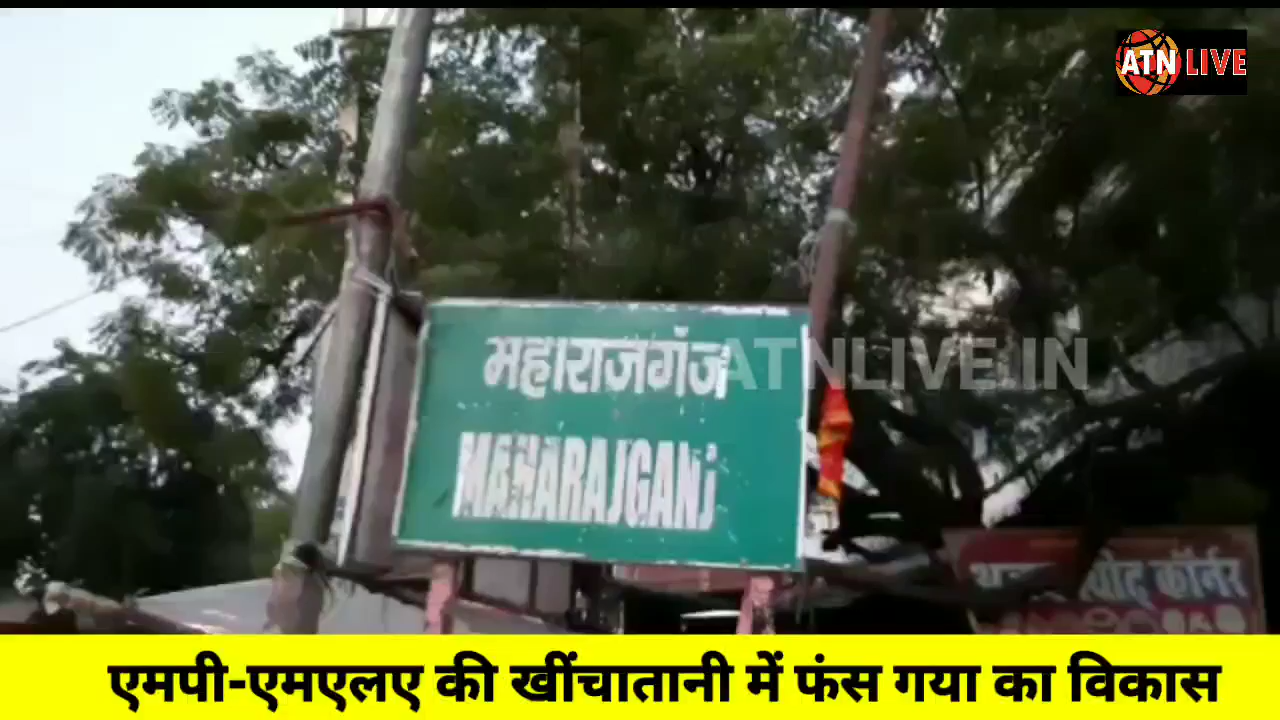 ATN LIVE
महाराजगँज
ATNLIVE.IN
MAHARAJGANj
कॉर्नर
एमपी-एमएलए की खींचातानी में फंस गया का विकास